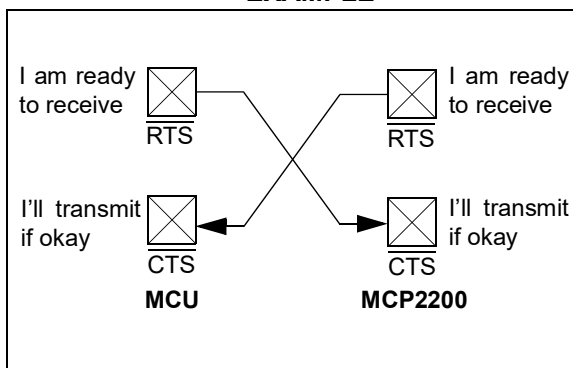 I am ready
to receive
RTS
I am ready
to receive
RTS
I'll transmit
if okay
CTS
I'll transmit
if okay
CTS
MCU
MCP2200